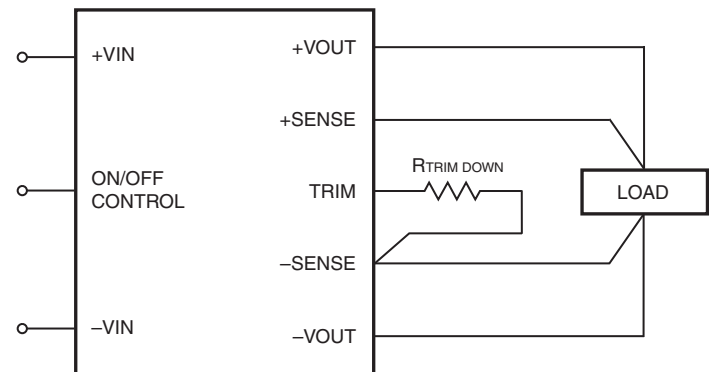 +VIN
+VOUT
+SENSE
RTRIM DOWN
ON/OFF
CONTROL
TRIM
LOAD
–SENSE
–VIN
–VOUT